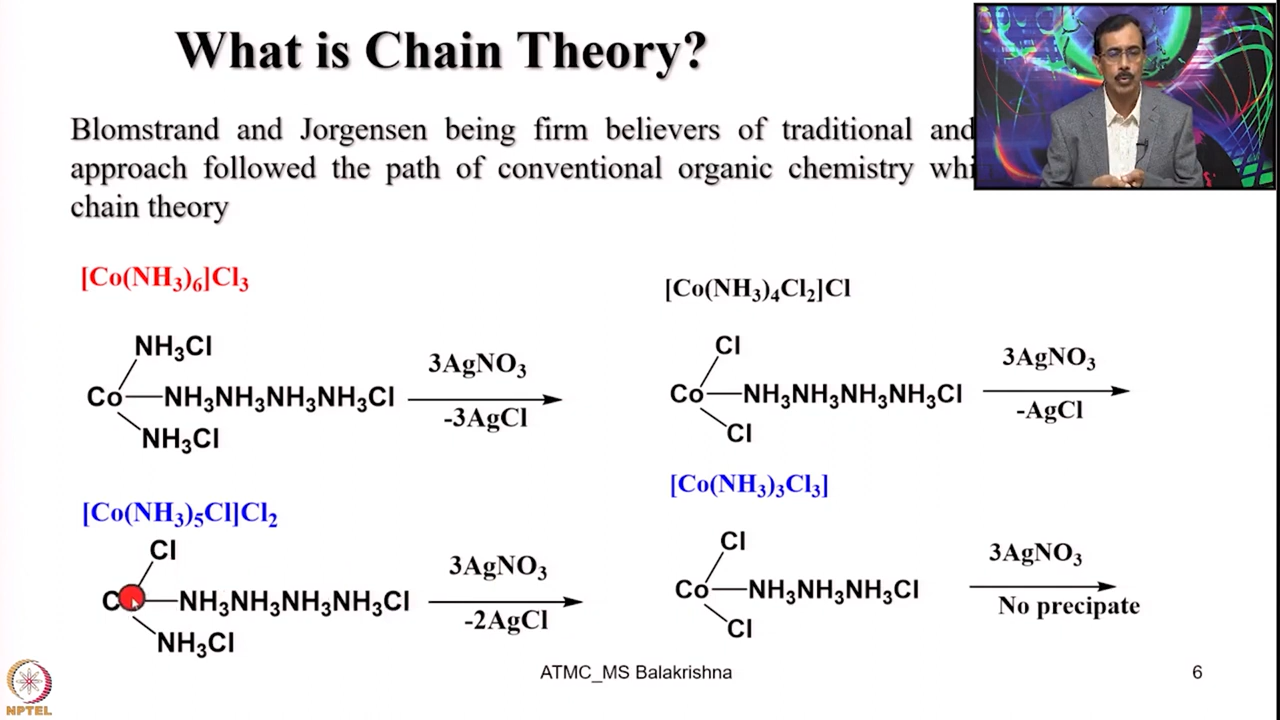 What is Chain Theory?
Blomstrand and Jorgensen being firm believers of traditional and
approach followed the path of conventional organic chemistry
chain theory
[Co(NH₃)₆]Cl₃
NH₃Cl
Co—NH₃NH₃NH₃NH₃Cl
NH₃Cl
3AgNO₃
-3AgCl
[Co(NH₃)₄Cl₂]Cl
Cl
Co—NH₃NH₃NH₃NH₃Cl
Cl
3AgNO₃
-AgCl
[Co(NH₃)₅Cl]Cl₂
Cl
C —NH₃NH₃NH₃NH₃Cl
NH₃Cl
3AgNO₃
-2AgCl
[Co(NH₃)₃Cl₃]
Cl
Co—NH₃NH₃NH₃Cl
Cl
3AgNO₃
No precipate
NPTEL
ATMC_MS Balakrishna
6